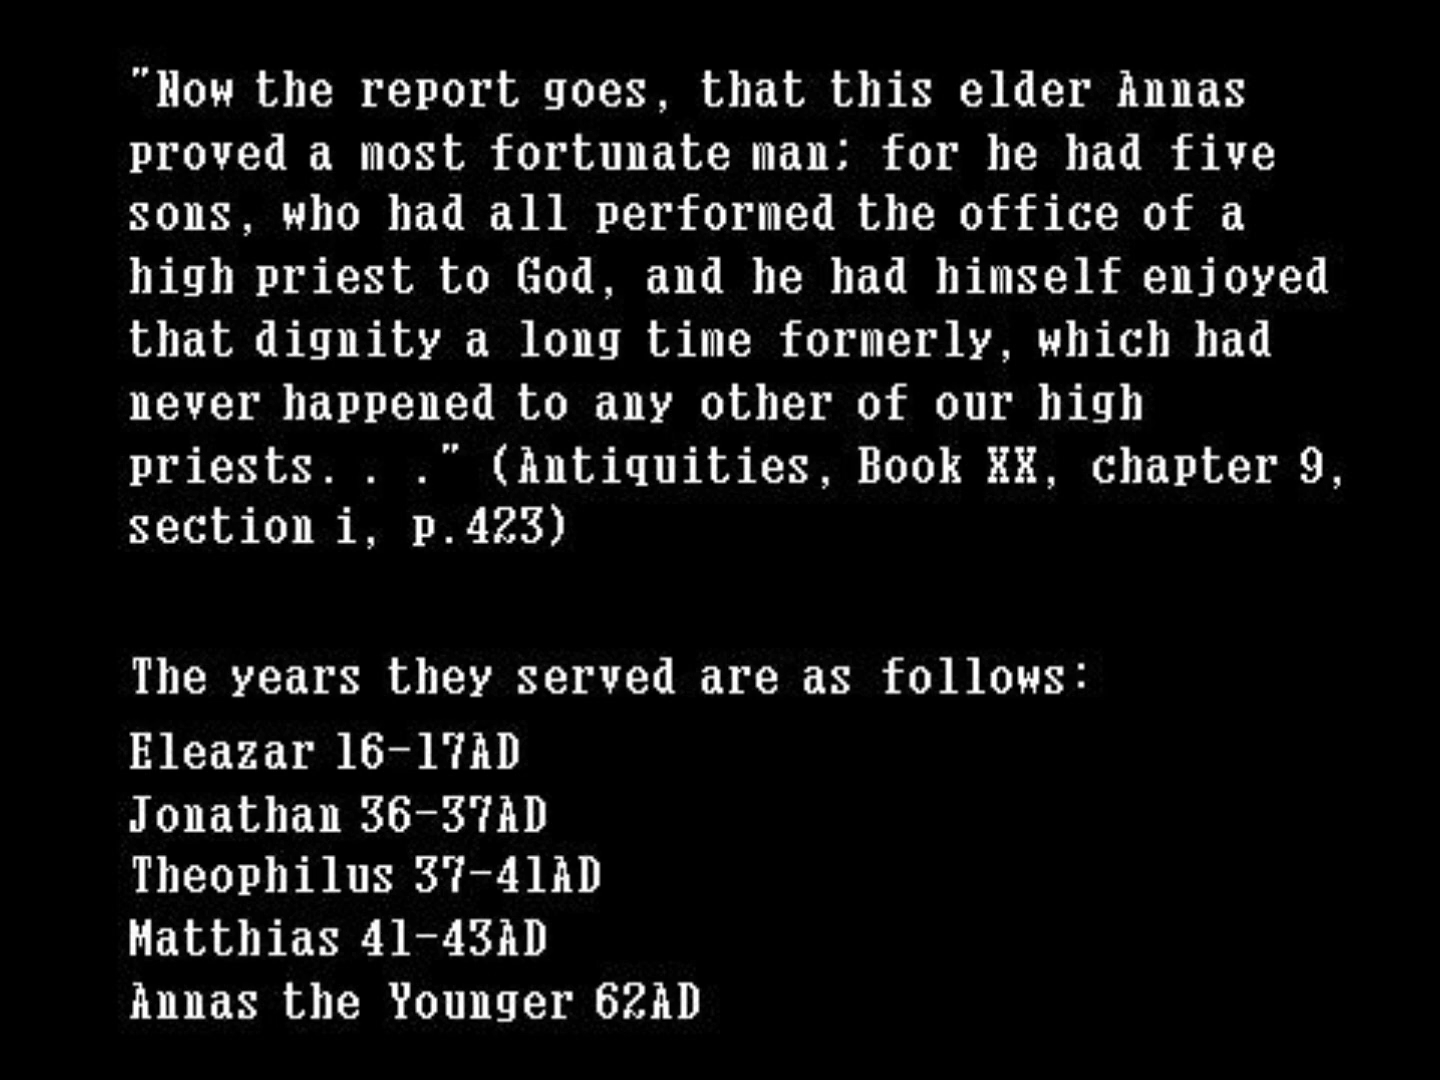 "Now the report goes, that this elder Annas
proved a most fortunate man; for he had five
sons, who had all performed the office of a
high priest to God, and he had himself enjoyed
that dignity a long time formerly, which had
never happened to any other of our high
priests. . ." (Antiquities, Book XX, chapter 9,
section i, p.423)
The years they served are as follows:
Eleazar 16-17AD
Jonathan 36-37AD
Theophilus 37-41AD
Matthias 41-43AD
Annas the Younger 62AD